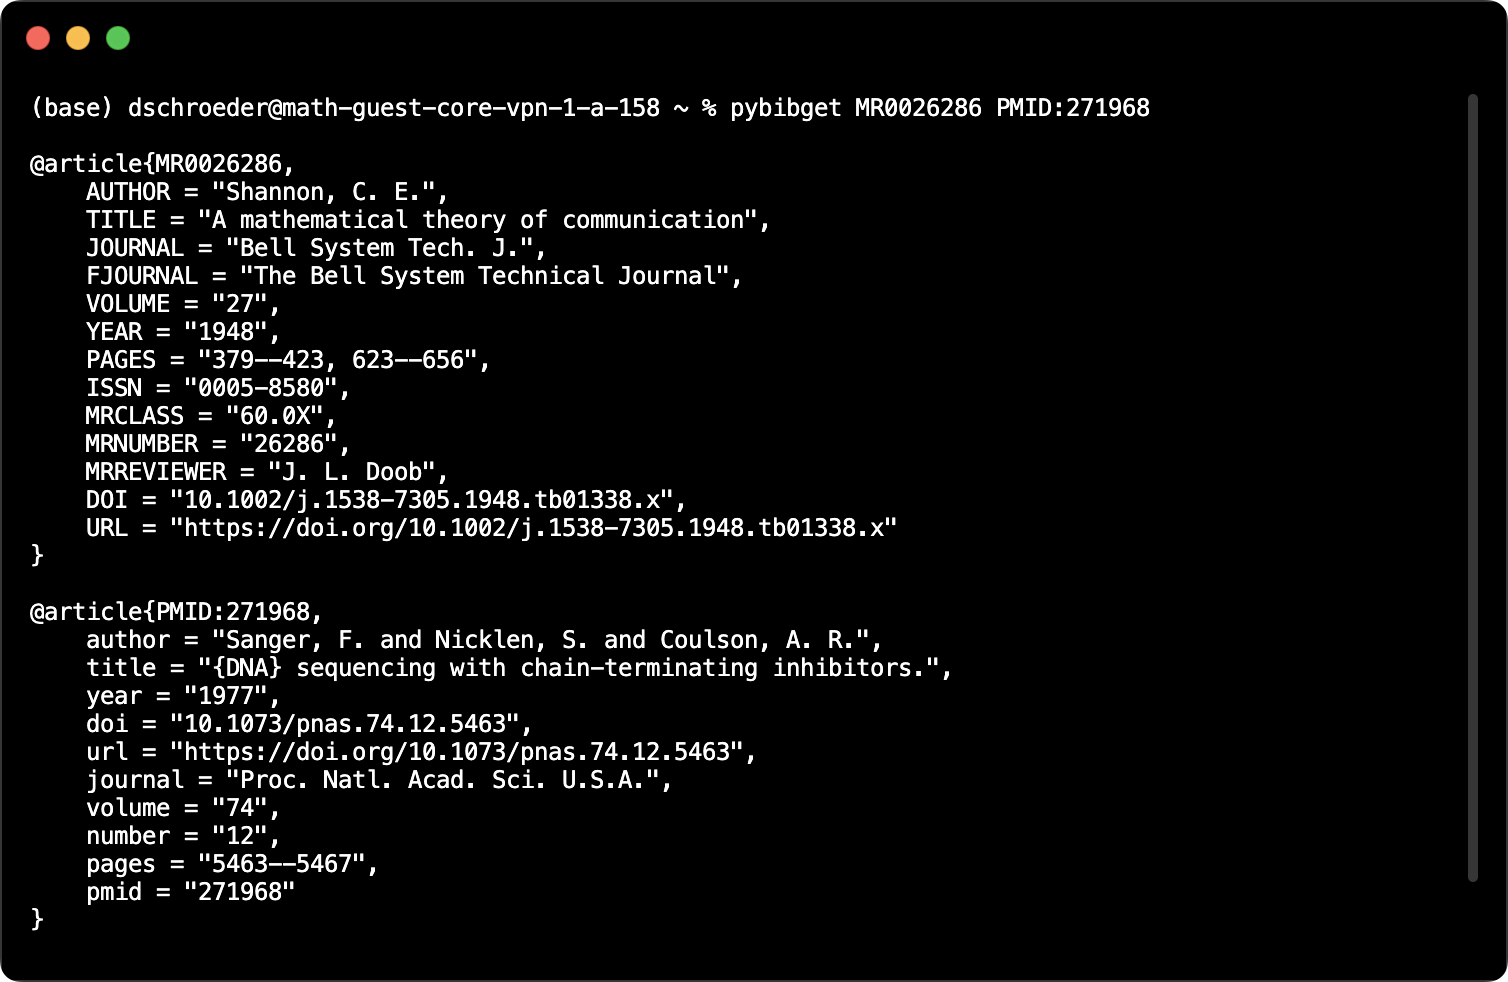 (base) dschroeder@math-guest-core-vpn-1-a-158 ~ % pybibget MR0026286 PMID:271968
@article{MR0026286,
    AUTHOR = "Shannon, C. E.",
    TITLE = "A mathematical theory of communication",
    JOURNAL = "Bell System Tech. J.",
    FJOURNAL = "The Bell System Technical Journal",
    VOLUME = "27",
    YEAR = "1948",
    PAGES = "379--423, 623--656",
    ISSN = "0005-8580",
    MRCLASS = "60.0X",
    MRNUMBER = "26286",
    MRREVIEWER = "J. L. Doob",
    DOI = "10.1002/j.1538-7305.1948.tb01338.x",
    URL = "https://doi.org/10.1002/j.1538-7305.1948.tb01338.x"
}
@article{PMID:271968,
    author = "Sanger, F. and Nicklen, S. and Coulson, A. R.",
    title = "{DNA} sequencing with chain-terminating inhibitors.",
    year = "1977",
    doi = "10.1073/pnas.74.12.5463",
    url = "https://doi.org/10.1073/pnas.74.12.5463",
    journal = "Proc. Natl. Acad. Sci. U.S.A.",
    volume = "74",
    number = "12",
    pages = "5463--5467",
    pmid = "271968"
}